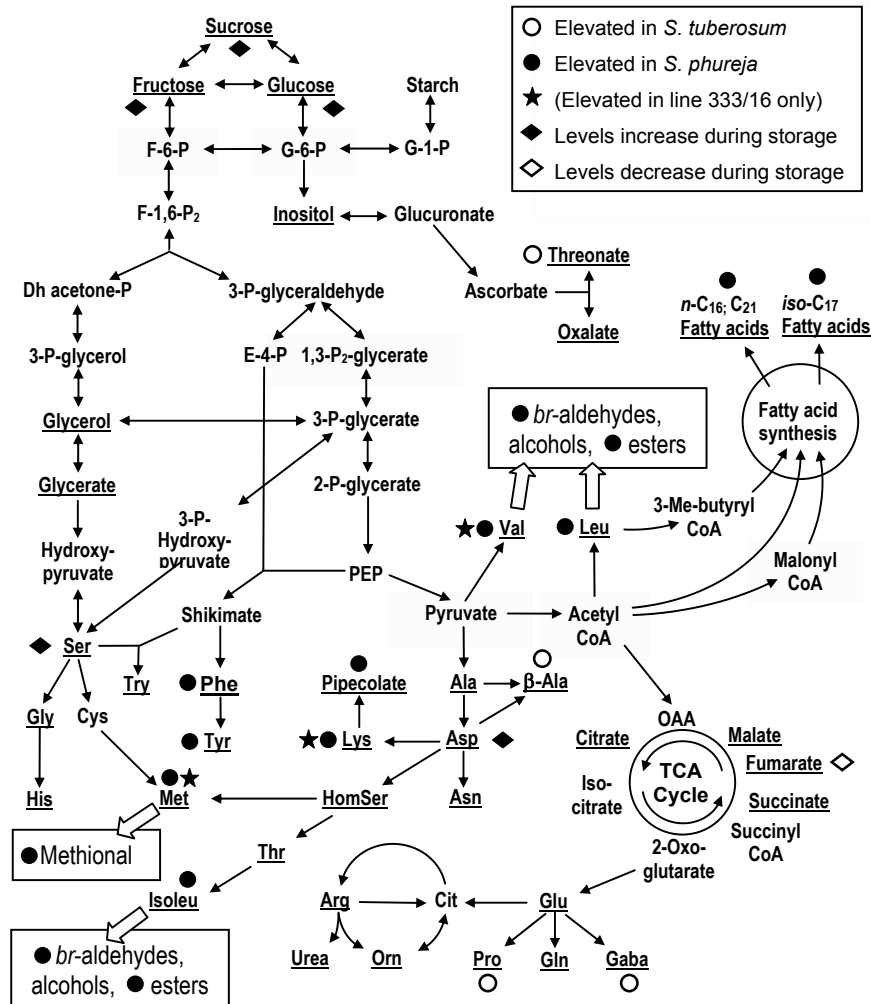 Sucrose
Fructose
Glucose
Starch
F-6-P
G-6-P
G-1-P
F-1,6-P₂
Inositol
Glucuronate
Elevated in S. tuberosum
Elevated in S. phureja
(Elevated in line 333/16 only)
Levels increase during storage
Levels decrease during storage
Threonate
Ascorbate
Oxalate
Dh acetone-P
3-P-glyceraldehyde
n-C₁₆; C₂₁
Fatty acids
iso-C₁₇
Fatty acids
3-P-glycerol
E-4-P
1,3-P₂-glycerate
Glycerol
3-P-glycerate
br-aldehydes,
alcohols, esters
Fatty acid
synthesis
Glycerate
2-P-glycerate
3-P-
Hydroxy-
pyruvate
Val
Leu
3-Me-butyryl
CoA
Hydroxy-
pyruvate
PEP
Malonyl
CoA
Shikimate
Pyruvate
Acetyl
CoA
Ser
Try
Phe
Pipecolate
Ala
β-Ala
Gly
Cys
Tyr
Lys
Asp
OAA
Citrate
Malate
Fumarate
TCA
Cycle
Iso-
citrate
Succinate
Succinyl
CoA
2-Oxo-
glutarate
His
Met
HomSer
Asn
Methional
Thr
Isoleu
Arg
Cit
Glu
br-aldehydes,
alcohols, esters
Urea
Orn
Pro
Gln
Gaba